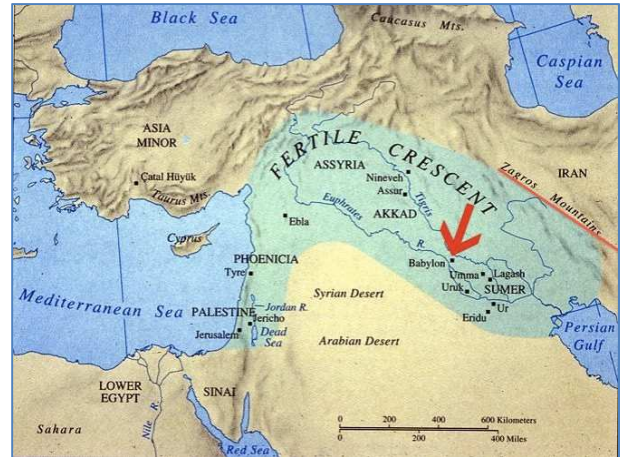 Black Sea
Caucasus Mts.
Caspian
Sea
ASIA
MINOR
FERTILE CRESCENT
ASSYRIA
IRAN
Zagros Mountains
Çatal Hüyük
Taurus Mts.
Nineveh
Assur
Tigris
Euphrates R.
AKKAD
Ebla
Cyprus
PHOENICIA
Tyre
Babylon
Umma
Lagash
Uruk
SUMER
Ur
Eridu
Mediterranean Sea
Syrian Desert
PALESTINE
Jordan R.
Jericho
Jerusalem
Dead
Sea
Arabian Desert
Persian
Gulf
LOWER
EGYPT
SINAI
Nile R.
Sahara
Red Sea
0 200 400 600 Kilometers
0 200 400 Miles